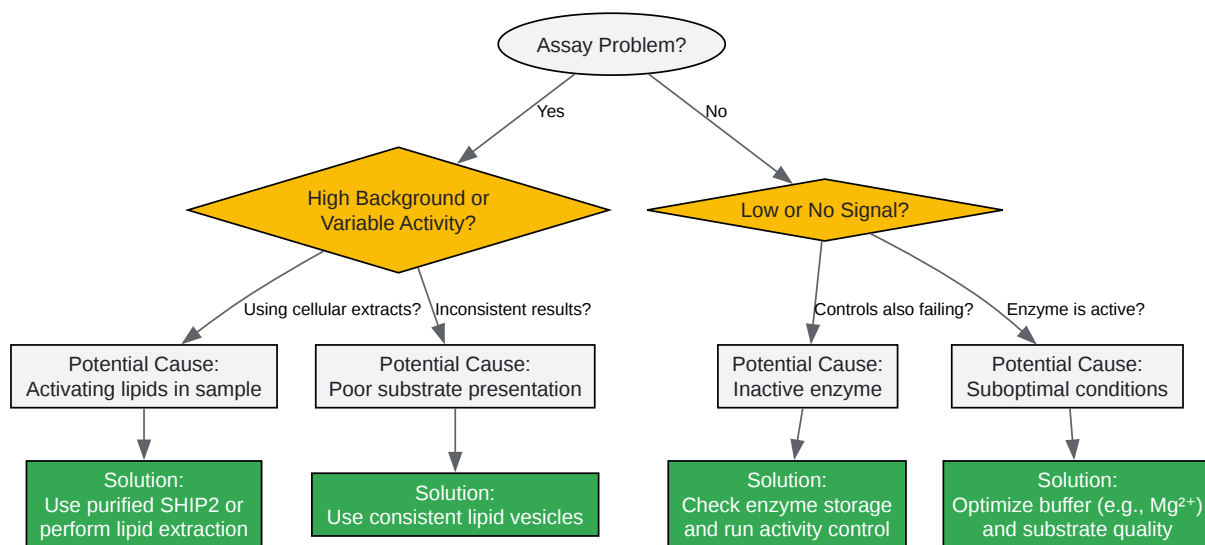 Assay Problem?
Yes
No
High Background or
Variable Activity?
Low or No Signal?
Using cellular extracts?
Inconsistent results?
Controls also failing?
Enzyme is active?
Potential Cause:
Activating lipids in sample
Potential Cause:
Poor substrate presentation
Potential Cause:
Inactive enzyme
Potential Cause:
Suboptimal conditions
Solution:
Use purified SHIP2 or
perform lipid extraction
Solution:
Use consistent lipid vesicles
Solution:
Check enzyme storage
and run activity control
Solution:
Optimize buffer (e.g., Mg²⁺)
and substrate quality